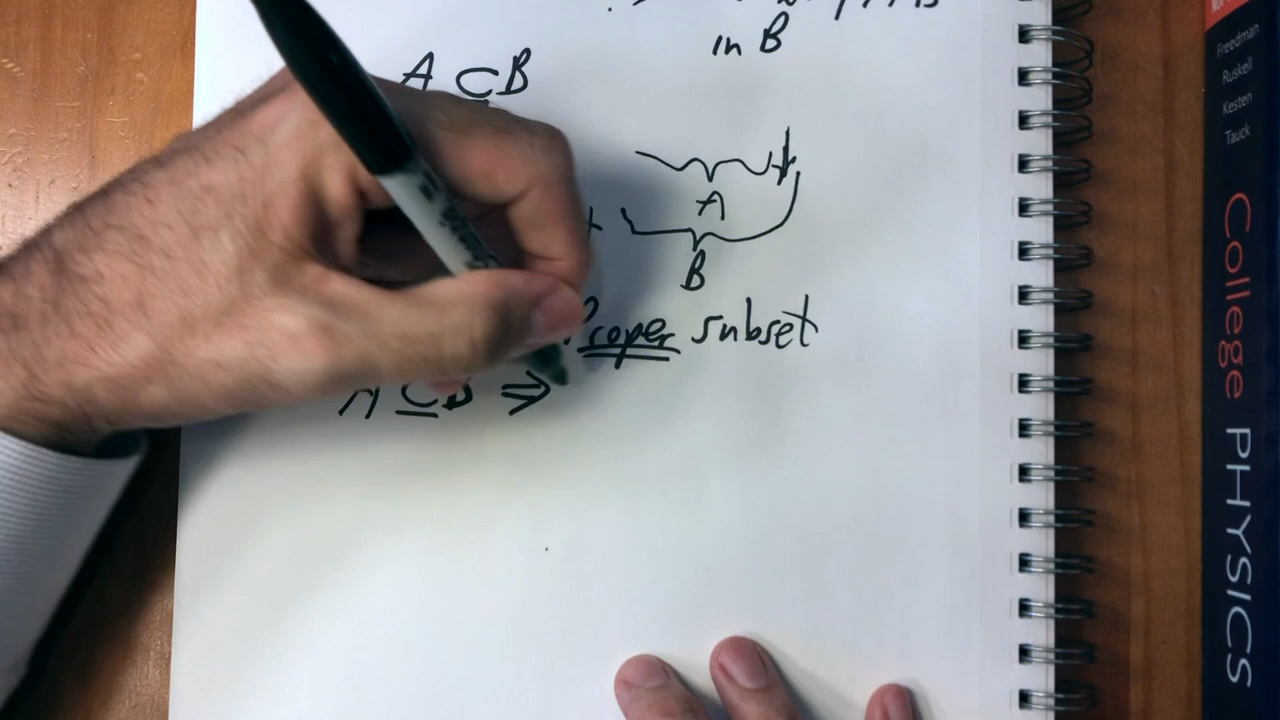 in B
A ⊆ B
A
B
Proper subset
A ⊆ B ⇒
Freedman
Ruskell
Kesten
Tauck
College PHYSICS